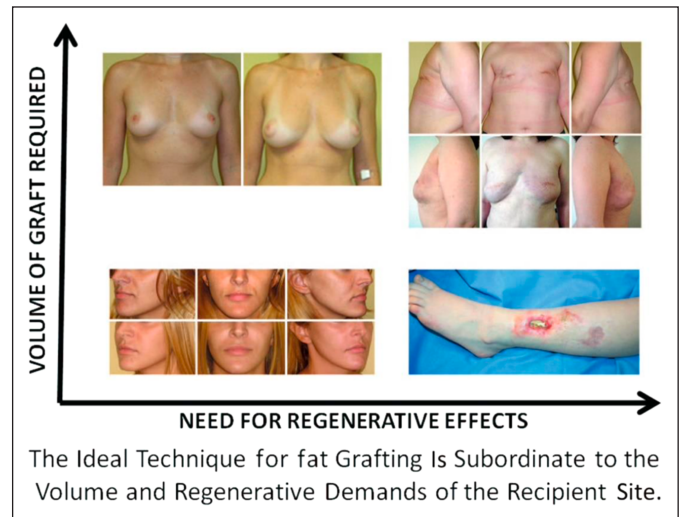 VOLUME OF GRAFT REQUIRED
NEED FOR REGENERATIVE EFFECTS
The Ideal Technique for fat Grafting Is Subordinate to the
Volume and Regenerative Demands of the Recipient Site.